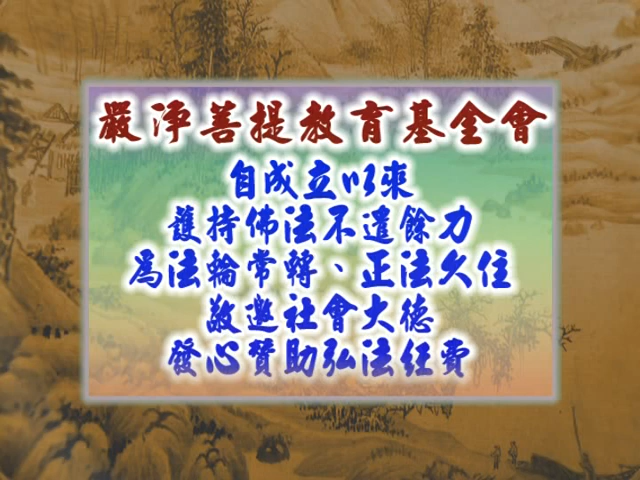 嚴淨菩提教育基金會
自成立以來
護持佛法不遺餘力
為法輪常轉、正法久住
敬邀社會大德
發心贊助弘法經費